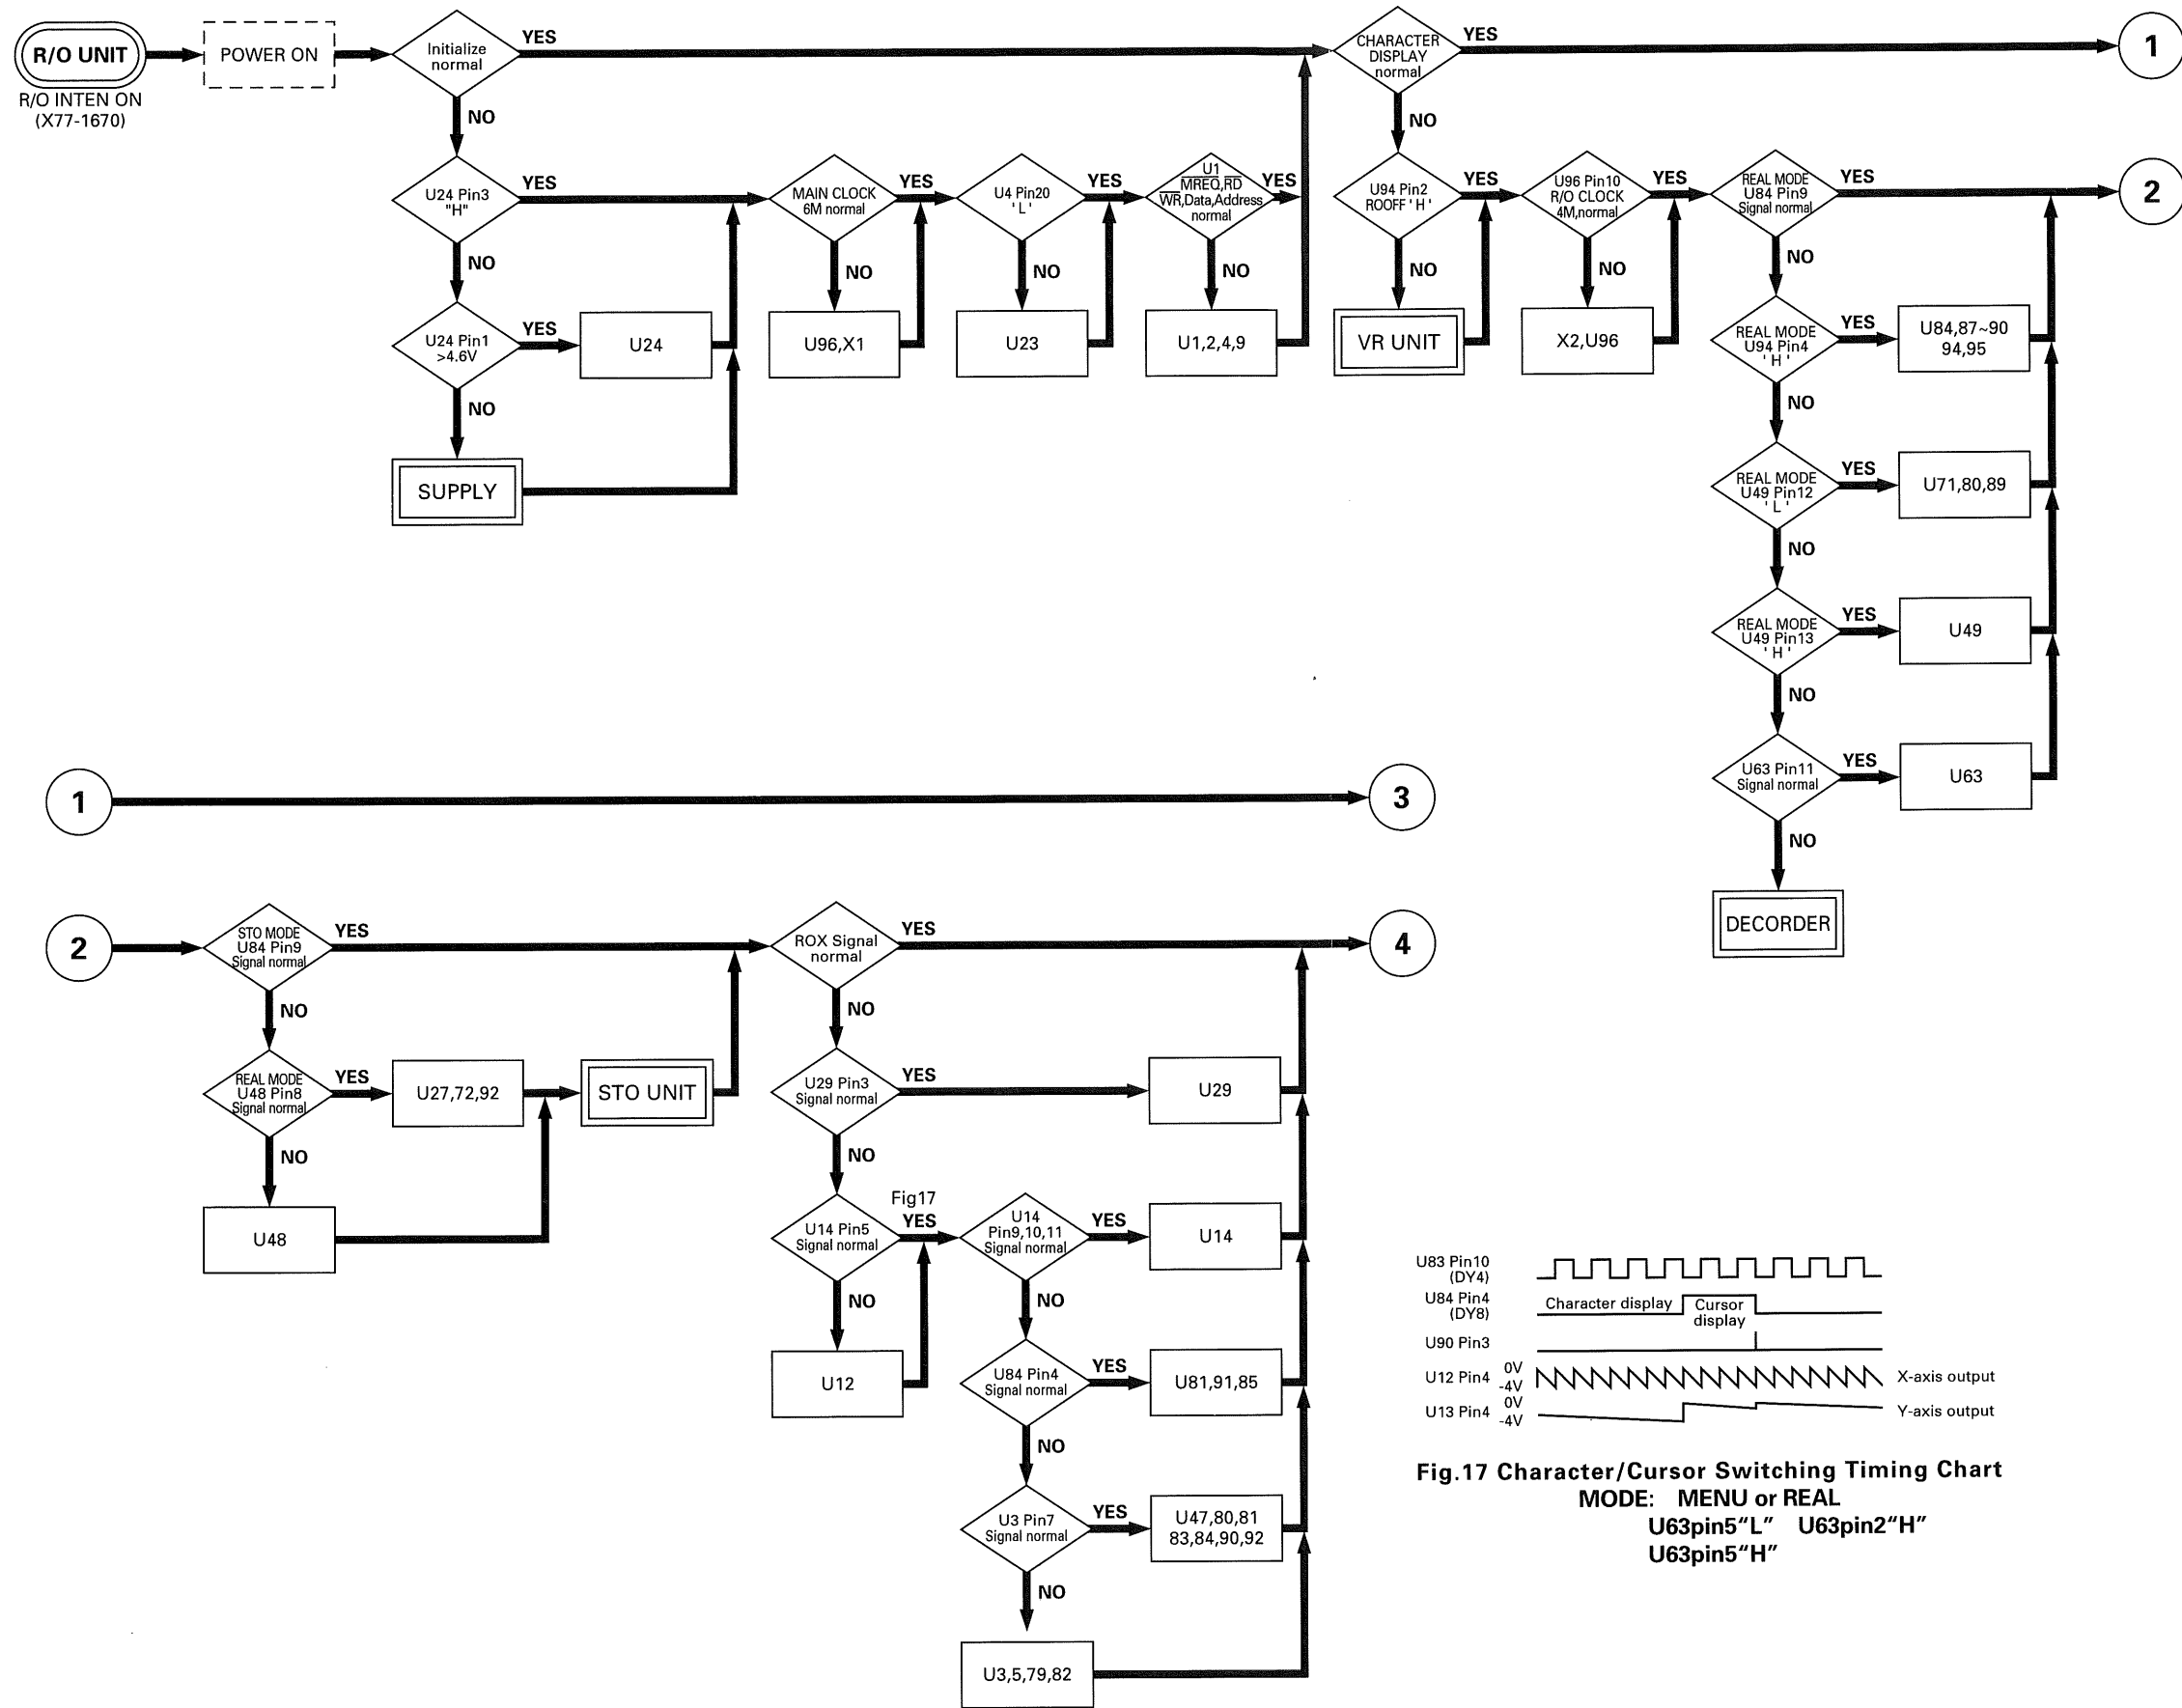 R/O UNIT
R/O INTEN ON
(X77-1670)
POWER ON
Initialize
normal
YES
NO
U24 Pin3
"H"
YES
NO
U24 Pin1
>4.6V
YES
NO
U24
SUPPLY
MAIN CLOCK
6M normal
YES
NO
U96,X1
U4 Pin20
'L'
YES
NO
U23
U1
MREQ,RD
WR,Data,Address
normal
YES
NO
U1,2,4,9
CHARACTER
DISPLAY
normal
YES
NO
1
U94 Pin2
ROOFF 'H'
YES
NO
VR UNIT
U96 Pin10
R/O CLOCK
4M,normal
YES
NO
X2,U96
REAL MODE
U84 Pin9
Signal normal
YES
NO
2
REAL MODE
U94 Pin4
'H'
YES
NO
U84,87~90
94,95
REAL MODE
U49 Pin12
'L'
YES
NO
U71,80,89
REAL MODE
U49 Pin13
'H'
YES
NO
U49
U63 Pin11
Signal normal
YES
NO
U63
DECORDER
1
3
2
STO MODE
U84 Pin9
Signal normal
YES
NO
REAL MODE
U48 Pin8
Signal normal
YES
NO
U27,72,92
STO UNIT
U48
ROX Signal
normal
YES
NO
4
U29 Pin3
Signal normal
YES
NO
U29
U14 Pin5
Signal normal
Fig17
YES
NO
U12
U14
Pin9,10,11
Signal normal
YES
NO
U14
U84 Pin4
Signal normal
YES
NO
U81,91,85
U3 Pin7
Signal normal
YES
NO
U47,80,81
83,84,90,92
U3,5,79,82
U83 Pin10
(DY4)
U84 Pin4
(DY8)
Character display
Cursor
display
U90 Pin3
U12 Pin4
0V
-4V
X-axis output
U13 Pin4
0V
-4V
Y-axis output
Fig.17 Character/Cursor Switching Timing Chart
MODE: MENU or REAL
U63pin5"L" U63pin2"H"
U63pin5"H"